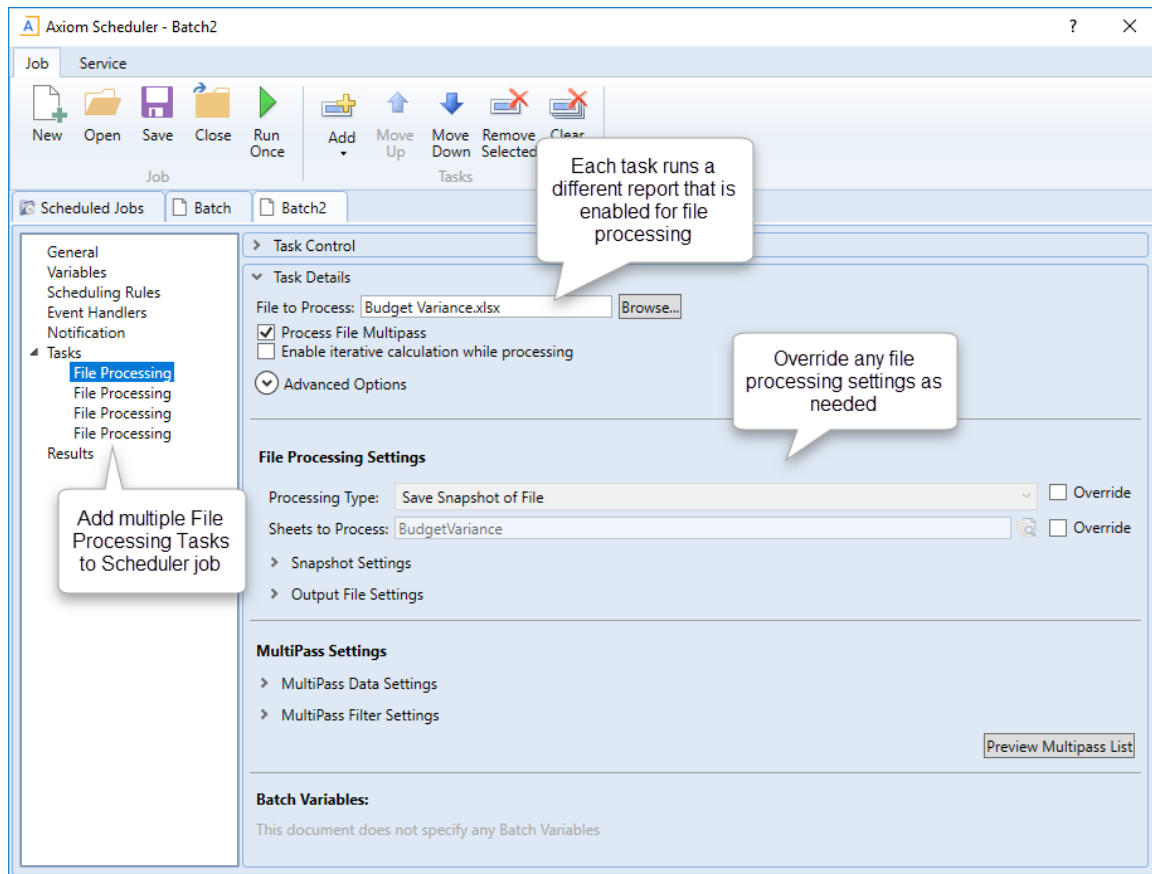 A Axiom Scheduler - Batch2
?
Job Service
New Open Save Close Run Once
Add Move Up Move Down Remove Selected Clear
Job
Tasks
Scheduled Jobs Batch Batch2
Each task runs a
different report that is
enabled for file
processing
General
Variables
Scheduling Rules
Event Handlers
Notification
Tasks
File Processing
File Processing
File Processing
File Processing
Results
Add multiple File
Processing Tasks
to Scheduler job
Task Control
Task Details
File to Process: Budget Variance.xlsx Browse...
Process File Multipass
Enable iterative calculation while processing
Advanced Options
Override any file
processing settings as
needed
File Processing Settings
Processing Type: Save Snapshot of File Override
Sheets to Process: BudgetVariance Override
Snapshot Settings
Output File Settings
MultiPass Settings
MultiPass Data Settings
MultiPass Filter Settings
Preview Multipass List
Batch Variables:
This document does not specify any Batch Variables